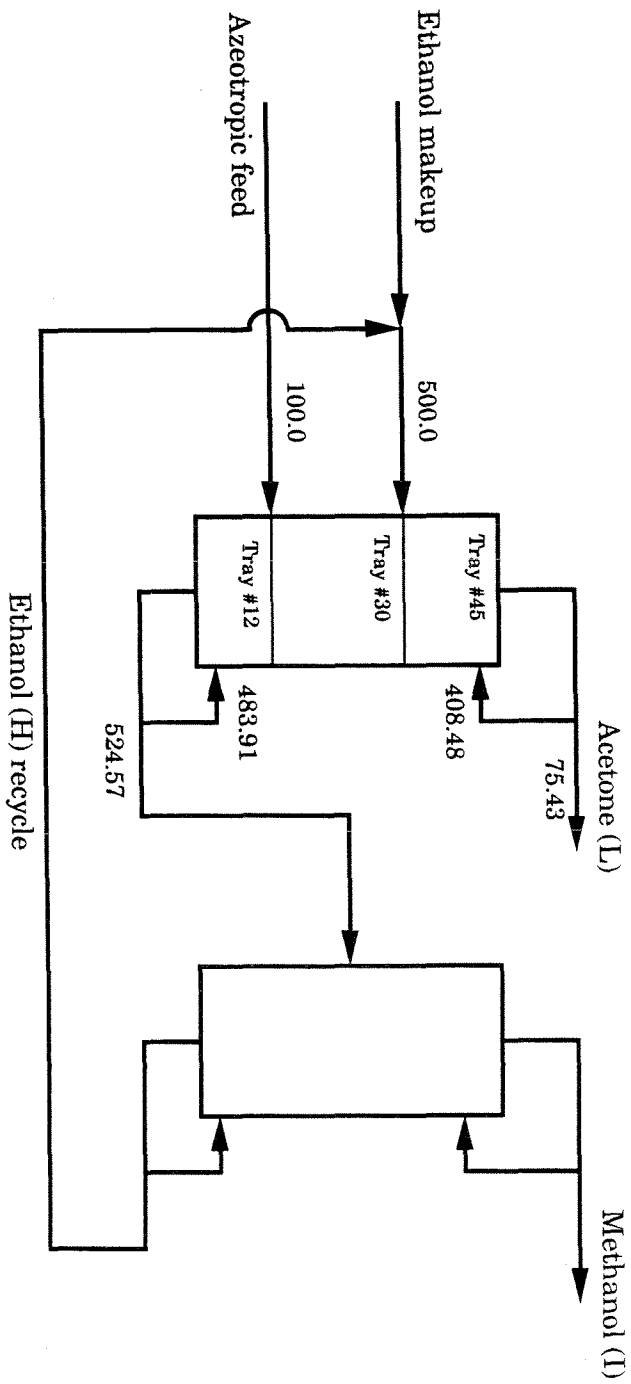 Acetone (L)
75.43
Methanol (I)
408.48
Tray #45
Ethanol makeup
500.0
Tray #30
Azeotropic feed
100.0
Tray #12
483.91
524.57
Ethanol (H) recycle